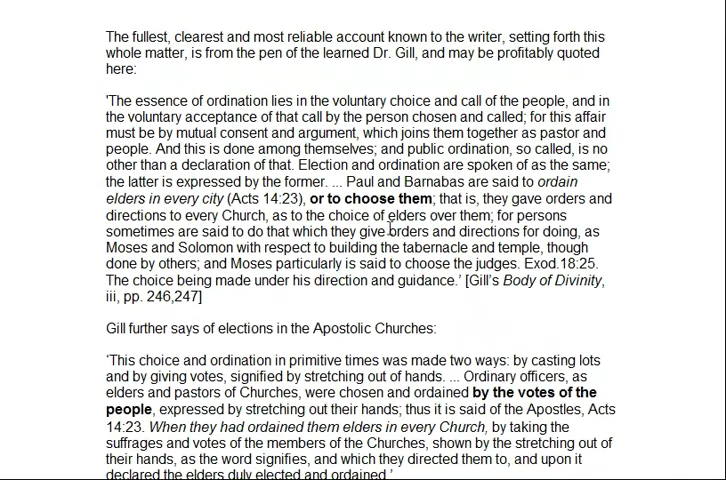 The fullest, clearest and most reliable account known to the writer, setting forth this
whole matter, is from the pen of the learned Dr. Gill, and may be profitably quoted
here:
'The essence of ordination lies in the voluntary choice and call of the people, and in
the voluntary acceptance of that call by the person chosen and called; for this affair
must be by mutual consent and argument, which joins them together as pastor and
people. And this is done among themselves; and public ordination, so called, is no
other than a declaration of that. Election and ordination are spoken of as the same;
the latter is expressed by the former. ... Paul and Barnabas are said to ordain
elders in every city (Acts 14:23), or to choose them; that is, they gave orders and
directions to every Church, as to the choice of elders over them; for persons
sometimes are said to do that which they give orders and directions for doing, as
Moses and Solomon with respect to building the tabernacle and temple, though
done by others; and Moses particularly is said to choose the judges. Exod.18:25.
The choice being made under his direction and guidance.' [Gill's Body of Divinity,
iii, pp. 246,247]
Gill further says of elections in the Apostolic Churches:
'This choice and ordination in primitive times was made two ways: by casting lots
and by giving votes, signified by stretching out of hands. ... Ordinary officers, as
elders and pastors of Churches, were chosen and ordained by the votes of the
people, expressed by stretching out their hands; thus it is said of the Apostles, Acts
14:23. When they had ordained them elders in every Church, by taking the
suffrages and votes of the members of the Churches, shown by the stretching out of
their hands, as the word signifies, and which they directed them to, and upon it
declared the elders duly elected and ordained.'